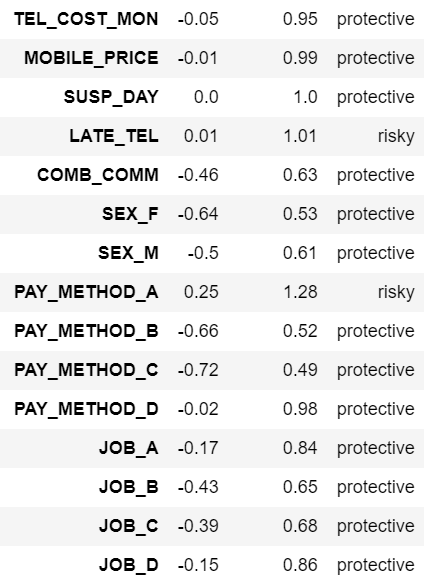 TEL_COST_MON -0.05 0.95 protective
MOBILE_PRICE -0.01 0.99 protective
SUSP_DAY 0.0 1.0 protective
LATE_TEL 0.01 1.01 risky
COMB_COMM -0.46 0.63 protective
SEX_F -0.64 0.53 protective
SEX_M -0.5 0.61 protective
PAY_METHOD_A 0.25 1.28 risky
PAY_METHOD_B -0.66 0.52 protective
PAY_METHOD_C -0.72 0.49 protective
PAY_METHOD_D -0.02 0.98 protective
JOB_A -0.17 0.84 protective
JOB_B -0.43 0.65 protective
JOB_C -0.39 0.68 protective
JOB_D -0.15 0.86 protective